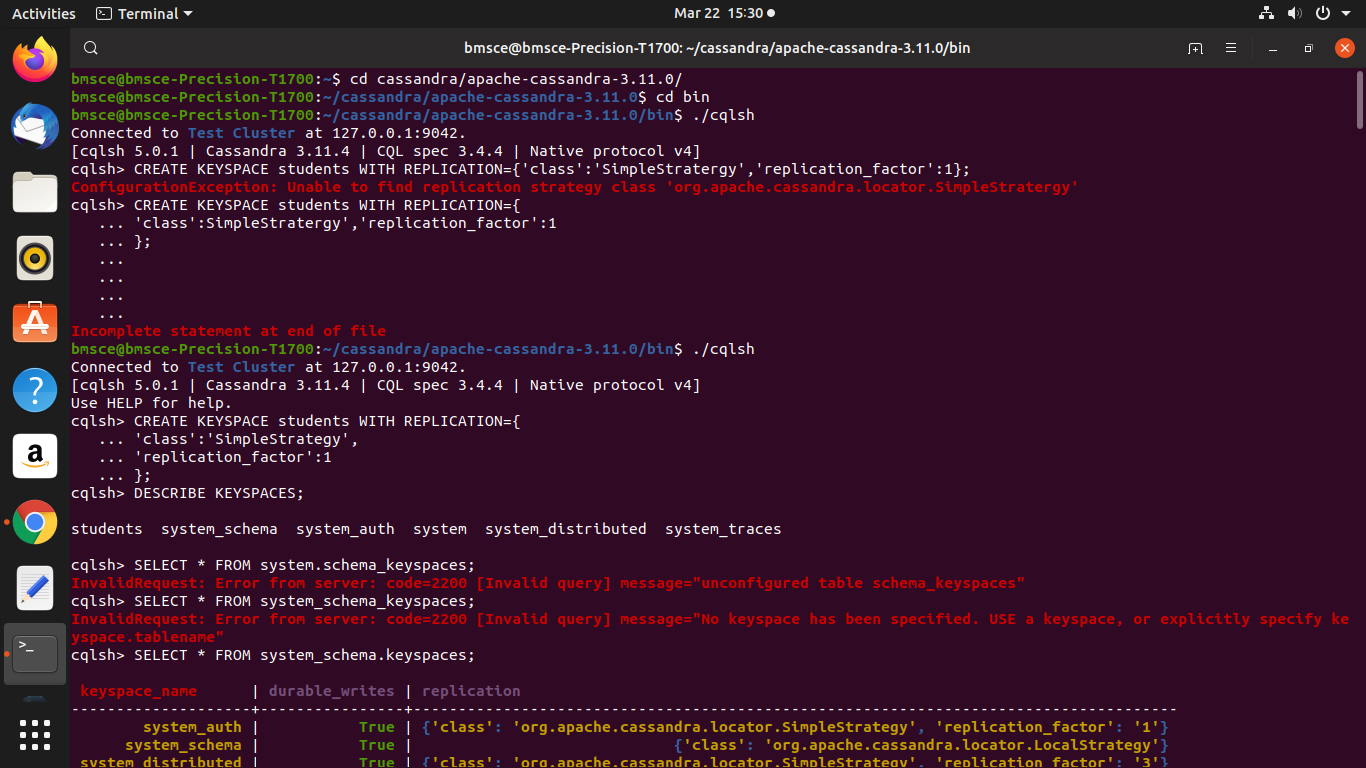 Activities
Terminal
Mar 22 15:30
bmsce@bmsce-Precision-T1700: ~/cassandra/apache-cassandra-3.11.0/bin
bmsce@bmsce-Precision-T1700:~$ cd cassandra/apache-cassandra-3.11.0/
bmsce@bmsce-Precision-T1700:~/cassandra/apache-cassandra-3.11.0$ cd bin
bmsce@bmsce-Precision-T1700:~/cassandra/apache-cassandra-3.11.0/bin$ ./cqlsh
Connected to Test Cluster at 127.0.0.1:9042.
[cqlsh 5.0.1 | Cassandra 3.11.4 | CQL spec 3.4.4 | Native protocol v4]
cqlsh> CREATE KEYSPACE students WITH REPLICATION={'class':'SimpleStratergy','replication_factor':1};
ConfigurationException: Unable to find replication strategy class 'org.apache.cassandra.locator.SimpleStratergy'
cqlsh> CREATE KEYSPACE students WITH REPLICATION={
   ... 'class':SimpleStratergy','replication_factor':1
   ... };
   ...
   ...
   ...
   ...
Incomplete statement at end of file
bmsce@bmsce-Precision-T1700:~/cassandra/apache-cassandra-3.11.0/bin$ ./cqlsh
Connected to Test Cluster at 127.0.0.1:9042.
[cqlsh 5.0.1 | Cassandra 3.11.4 | CQL spec 3.4.4 | Native protocol v4]
Use HELP for help.
cqlsh> CREATE KEYSPACE students WITH REPLICATION={
   ... 'class':'SimpleStrategy',
   ... 'replication_factor':1
   ... };
cqlsh> DESCRIBE KEYSPACES;
students  system_schema  system_auth  system  system_distributed  system_traces
cqlsh> SELECT * FROM system.schema_keyspaces;
InvalidRequest: Error from server: code=2200 [Invalid query] message="unconfigured table schema_keyspaces"
cqlsh> SELECT * FROM system_schema_keyspaces;
InvalidRequest: Error from server: code=2200 [Invalid query] message="No keyspace has been specified. USE a keyspace, or explicitly specify ke
yspace.tablename"
cqlsh> SELECT * FROM system_schema.keyspaces;
 keyspace_name      | durable_writes | replication
--------------------+----------------+-------------------------------------------------------------------------------------
        system_auth |           True | {'class': 'org.apache.cassandra.locator.SimpleStrategy', 'replication_factor': '1'}
      system_schema |           True |                             {'class': 'org.apache.cassandra.locator.LocalStrategy'}
 system_distributed |           True | {'class': 'org.apache.cassandra.locator.SimpleStrategy', 'replication_factor': '3'}